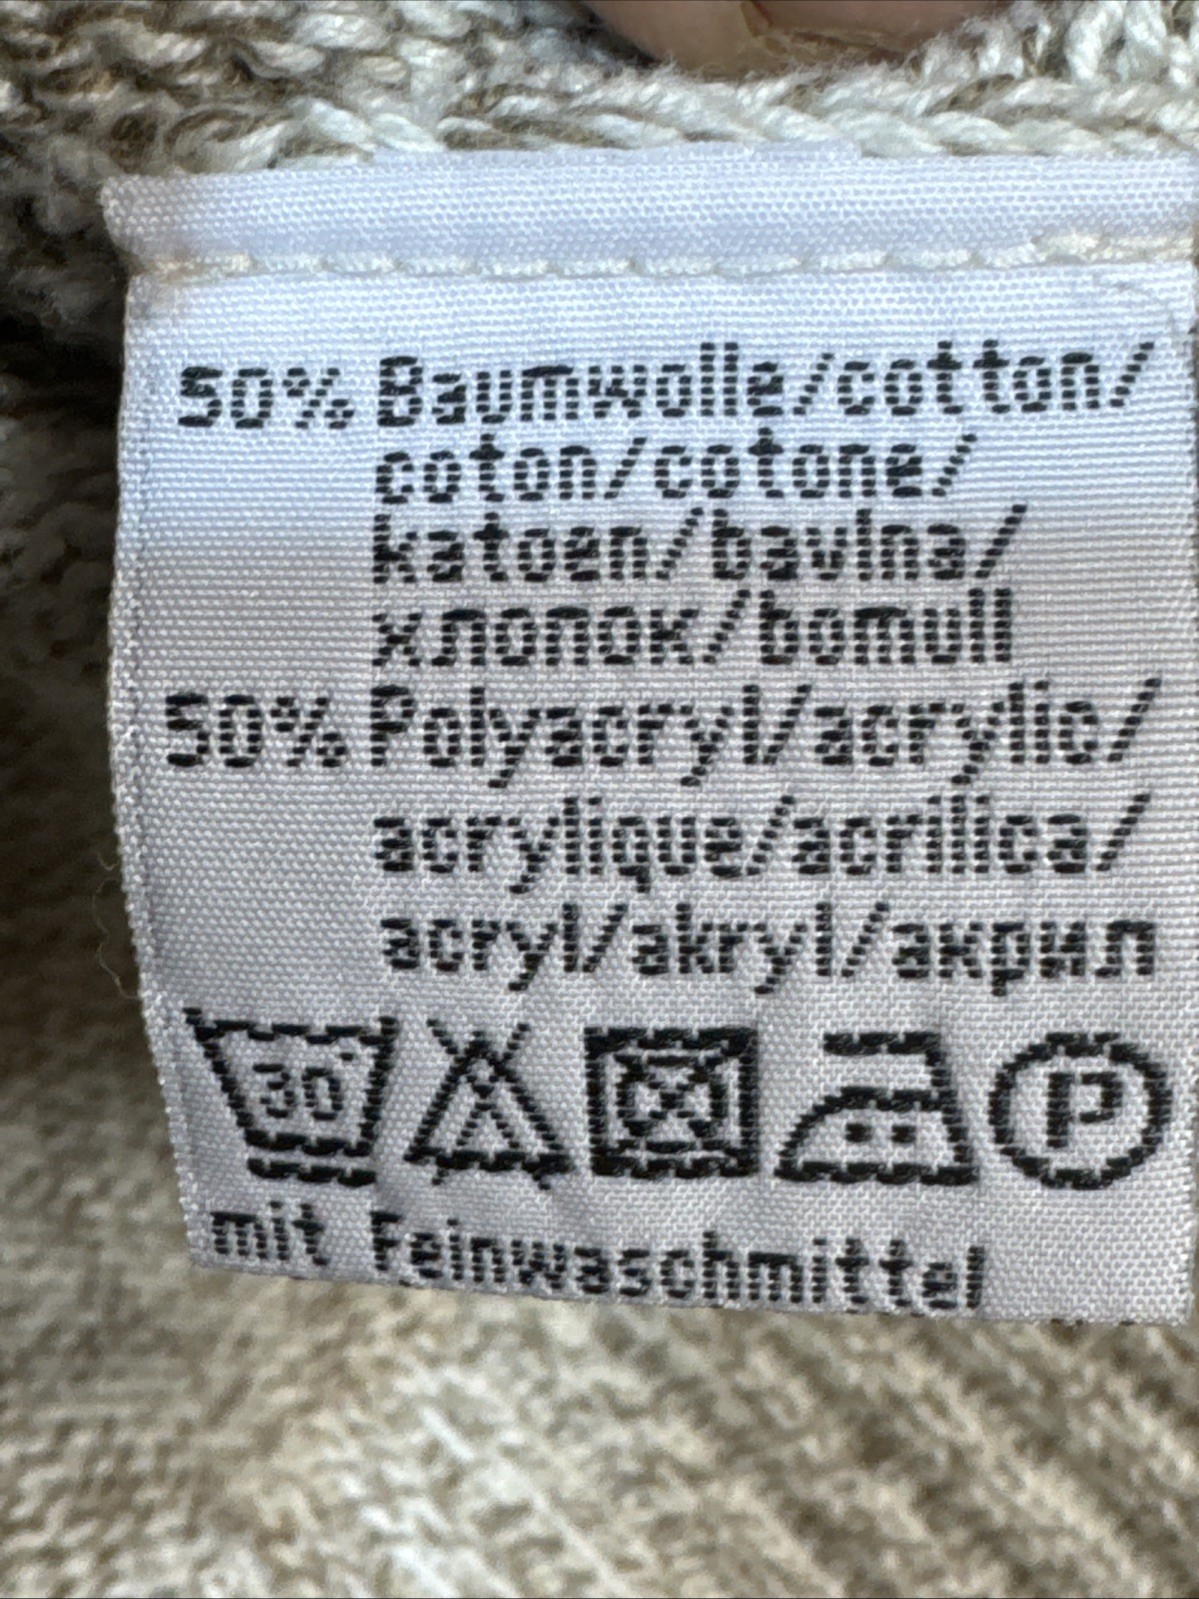 50% Baumwolle/cotton/
coton/cotone/
katoen/bavlna/
хлопок/bomull
50% Polyacryl/acrylic/
acrylique/acrilica/
acryl/akryl/акрил
30°
P
mit Feinwaschmittel